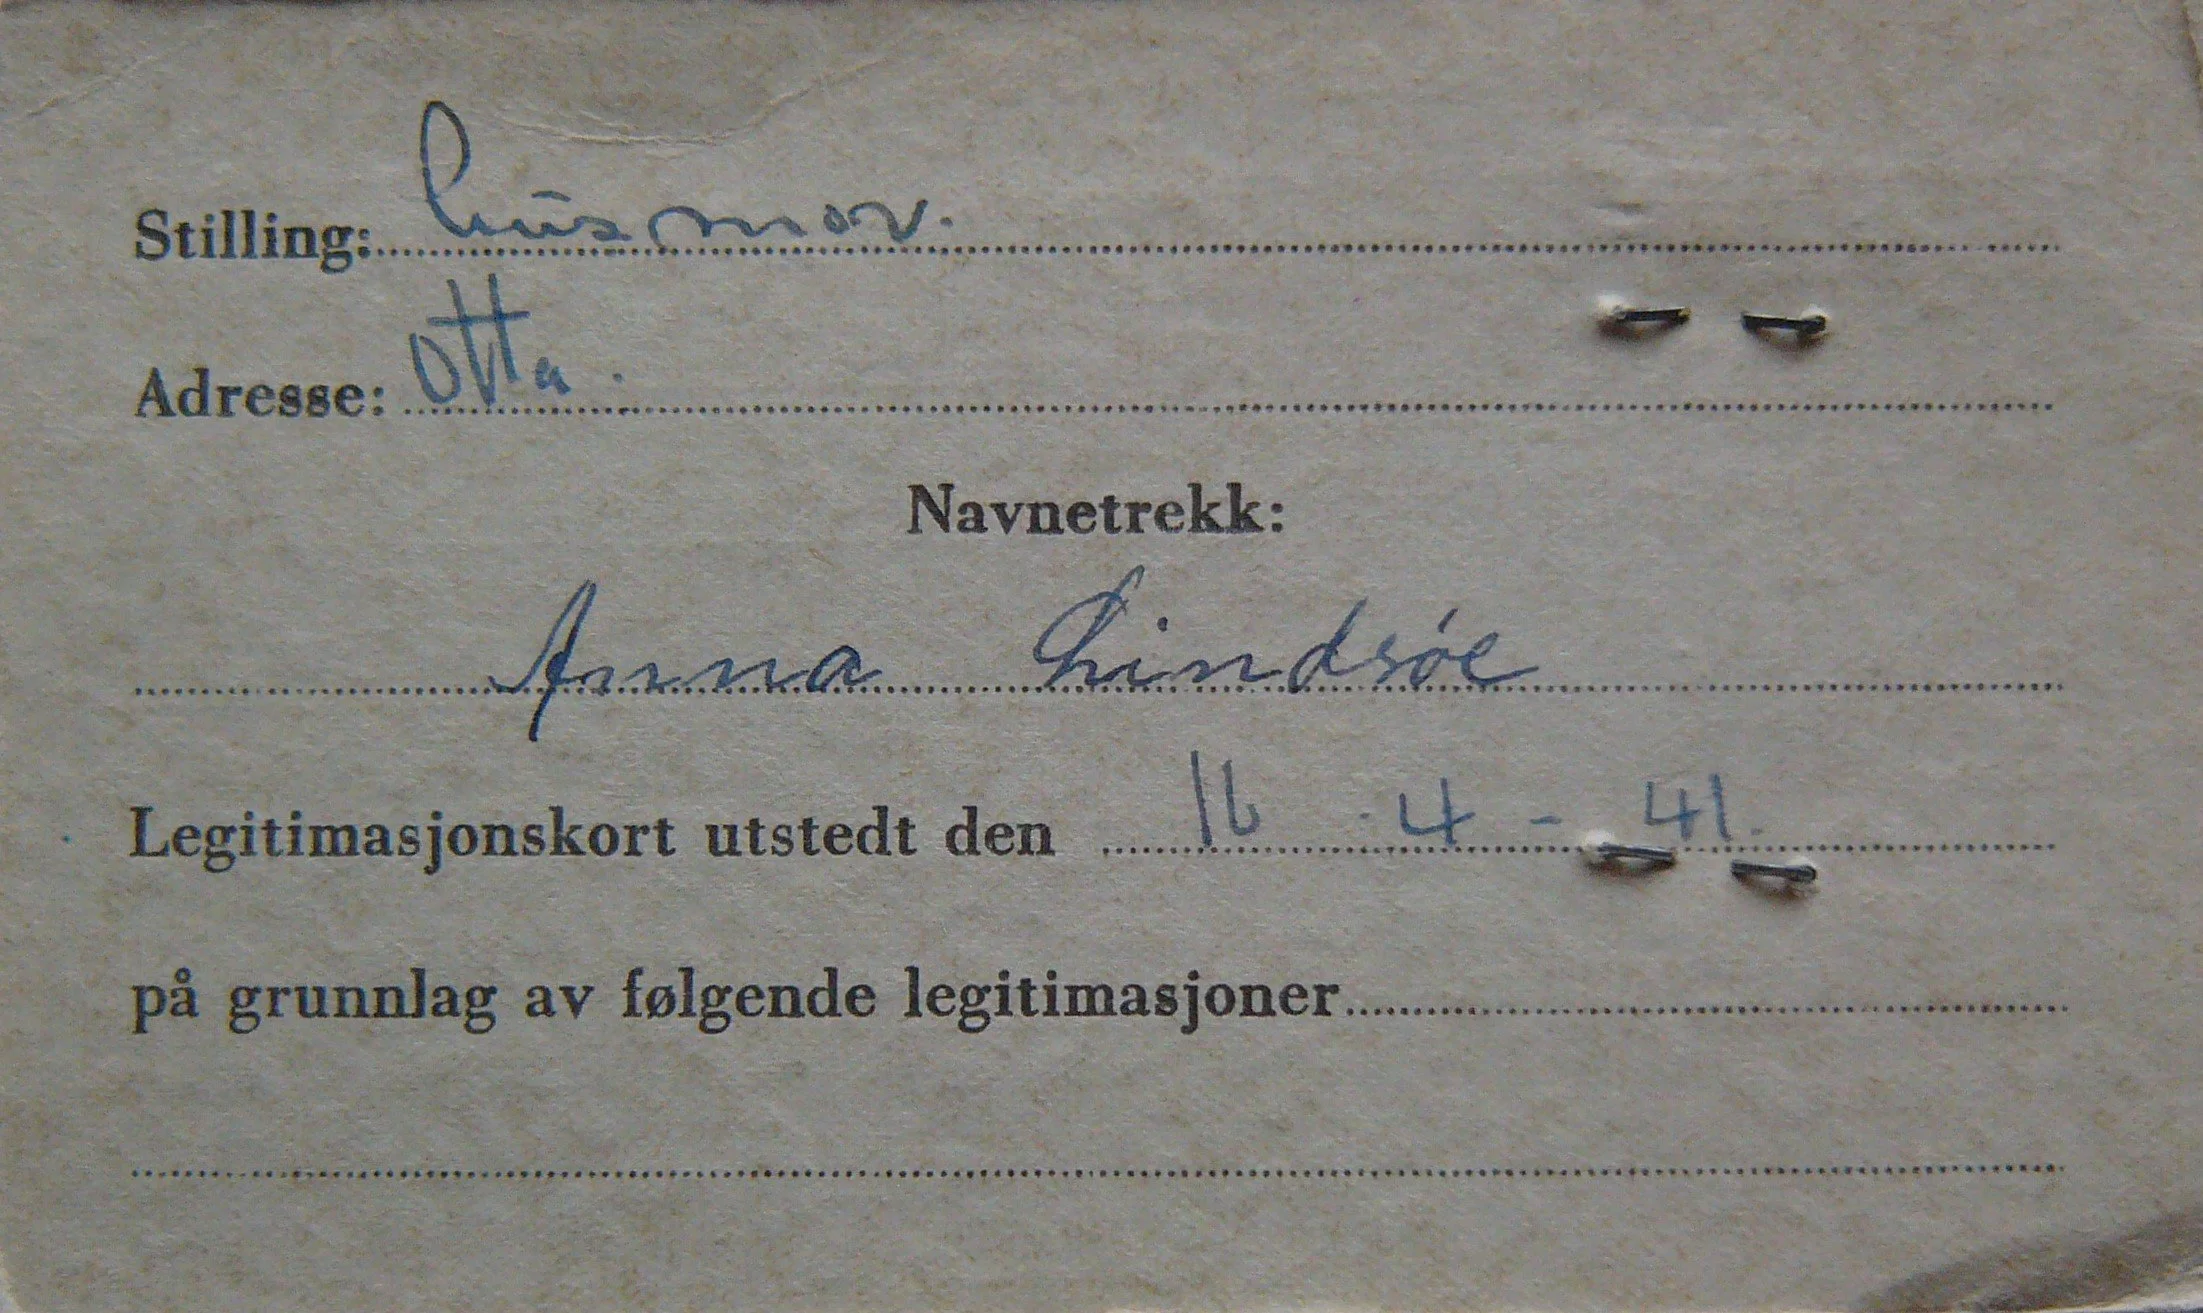 Stilling: husmor.
Adresse: Otta.
Navnetrekk:
Anna Lindsøe
Legitimasjonskort utstedt den 16 . 4 - 41.
på grunnlag av følgende legitimasjoner